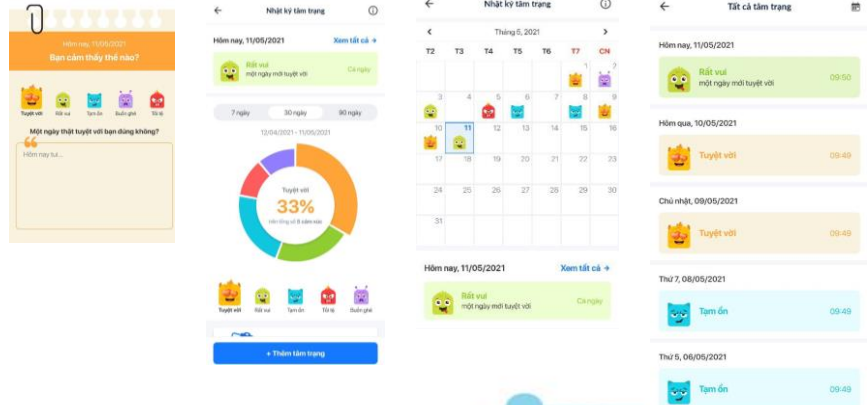 Hôm nay, 11/05/2021
Bạn cảm thấy thế nào?
Tuyệt vời
Rất vui
Tạm ổn
Buồn ghê
Tồi tệ
Một ngày thật tuyệt vời bạn đúng không?
Hôm nay tui...
Nhật ký tâm trạng
Hôm nay, 11/05/2021
Xem tất cả →
Rất vui
một ngày mới tuyệt vời
Cả ngày
7 ngày
30 ngày
90 ngày
12/04/2021 - 11/05/2021
Tuyệt vời
33%
Tuyệt vời
Rất vui
Tạm ổn
Tồi tệ
Buồn ghê
+ Thêm tâm trạng
Nhật ký tâm trạng
Tháng 5, 2021
T2 T3 T4 T5 T6 T7 CN
1 2
3 4 5 6 7 8 9
10 11 12 13 14 15 16
17 18 19 20 21 22 23
24 25 26 27 28 29 30
31
Hôm nay, 11/05/2021
Xem tất cả →
Rất vui
một ngày mới tuyệt vời
Cả ngày
Tất cả tâm trạng
Hôm nay, 11/05/2021
Rất vui
một ngày mới tuyệt vời
09:50
Hôm qua, 10/05/2021
Tuyệt vời
09:49
Chủ nhật, 09/05/2021
Tuyệt vời
09:49
Thứ 7, 08/05/2021
Tạm ổn
09:49
Thứ 5, 06/05/2021
Tạm ổn
09:49